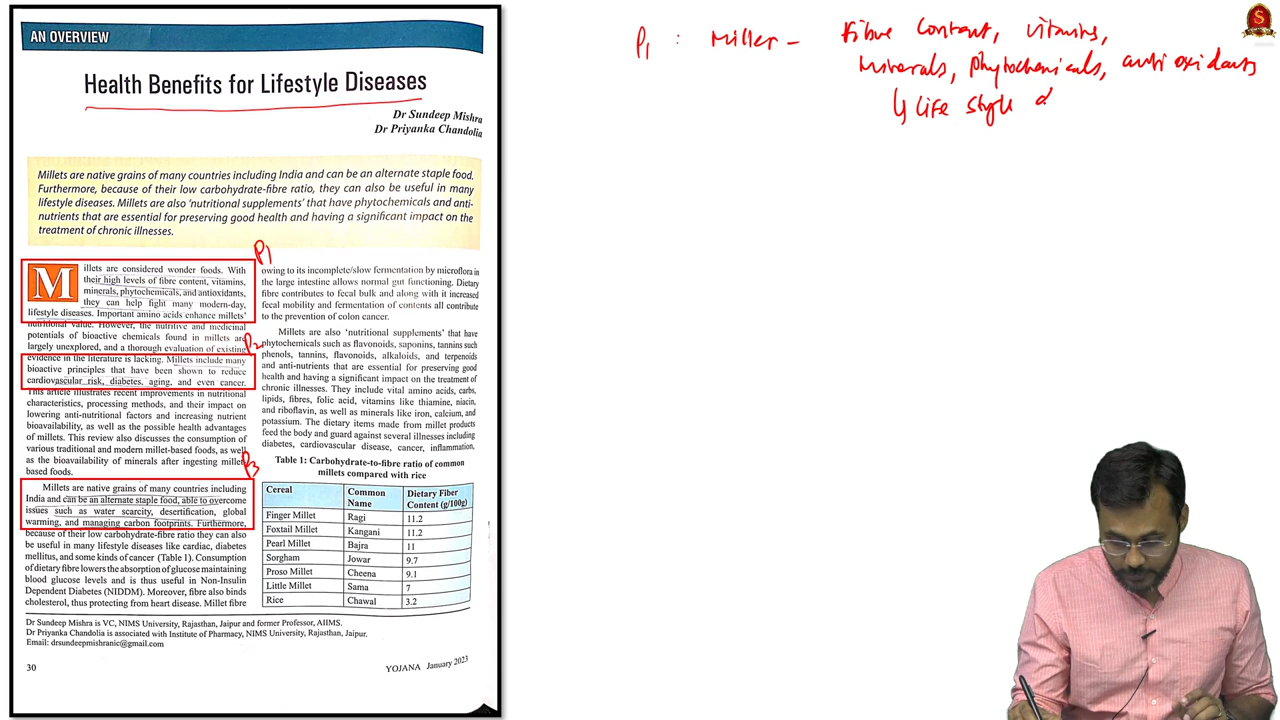 AN OVERVIEW
Health Benefits for Lifestyle Diseases
Dr Sundeep Mishra
Dr Priyanka Chandolia
Millets are native grains of many countries including India and can be an alternate staple food.
Furthermore, because of their low carbohydrate-fibre ratio, they can also be useful in many
lifestyle diseases. Millets are also 'nutritional supplements' that have phytochemicals and anti-
nutrients that are essential for preserving good health and having a significant impact on the
treatment of chronic illnesses.
P1
Millets are considered wonder foods. With
their high levels of fibre content, vitamins,
minerals, phytochemicals, and antioxidants,
they can help fight many modern-day,
lifestyle diseases. Important amino acids enhance millets'
nutritional value. However, the nutritive and medicinal
potentials of bioactive chemicals found in millets are
largely unexplored, and a thorough evaluation of existing
P2
evidence in the literature is lacking. Millets include many
bioactive principles that have been shown to reduce
cardiovascular risk, diabetes, aging, and even cancer.
This article illustrates recent improvements in nutritional
characteristics, processing methods, and their impact on
lowering anti-nutritional factors and increasing nutrient
bioavailability, as well as the possible health advantages
of millets. This review also discusses the consumption of
various traditional and modern millet-based foods, as well
as the bioavailability of minerals after ingesting millet
based foods.
P3
Millets are native grains of many countries including
India and can be an alternate staple food, able to overcome
issues such as water scarcity, desertification, global
warming, and managing carbon footprints. Furthermore,
because of their low carbohydrate-fibre ratio they can also
be useful in many lifestyle diseases like cardiac, diabetes
mellitus, and some kinds of cancer (Table 1). Consumption
of dietary fibre lowers the absorption of glucose maintaining
blood glucose levels and is thus useful in Non-Insulin
Dependent Diabetes (NIDDM). Moreover, fibre also binds
cholesterol, thus protecting from heart disease. Millet fibre
owing to its incomplete/slow fermentation by microflora in
the large intestine allows normal gut functioning. Dietary
fibre contributes to fecal bulk and along with it increased
fecal mobility and fermentation of contents all contribute
to the prevention of colon cancer.
Millets are also 'nutritional supplements' that have
phytochemicals such as flavonoids, saponins, tannins such
phenols, tannins, flavonoids, alkaloids, and terpenoids
and anti-nutrients that are essential for preserving good
health and having a significant impact on the treatment of
chronic illnesses. They include vital amino acids, carbs,
lipids, fibres, folic acid, vitamins like thiamine, niacin,
and riboflavin, as well as minerals like iron, calcium, and
potassium. The dietary items made from millet products
feed the body and guard against several illnesses including
diabetes, cardiovascular disease, cancer, inflammation,
Table 1: Carbohydrate-to-fibre ratio of common
millets compared with rice
Cereal Common Name Dietary Fiber Content (g/100g)
Finger Millet Ragi 11.2
Foxtail Millet Kangani 11.2
Pearl Millet Bajra 11
Sorgham Jowar 9.7
Proso Millet Cheena 9.1
Little Millet Sama 7
Rice Chawal 3.2
Dr Sundeep Mishra is VC, NIMS University, Rajasthan, Jaipur and former Professor, AIIMS.
Dr Priyanka Chandolia is associated with Institute of Pharmacy, NIMS University, Rajasthan, Jaipur.
Email: drsundeepmishranic@gmail.com
30
YOJANA January 2023
P1 : Millet - Fibre Content, vitamins,
minerals, phytochemicals, anti oxidants
↳ Life style d
S